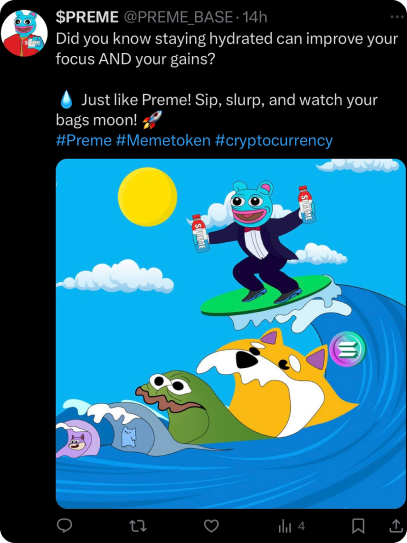 $PREME @PREME_BASE · 14h
Did you know staying hydrated can improve your
focus AND your gains?
💧 Just like Preme! Sip, slurp, and watch your
bags moon! 🚀
#Preme #Memetoken #cryptocurrency
4